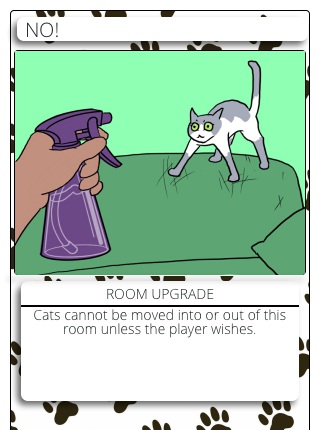 NO!
ROOM UPGRADE
Cats cannot be moved into or out of this
room unless the player wishes.